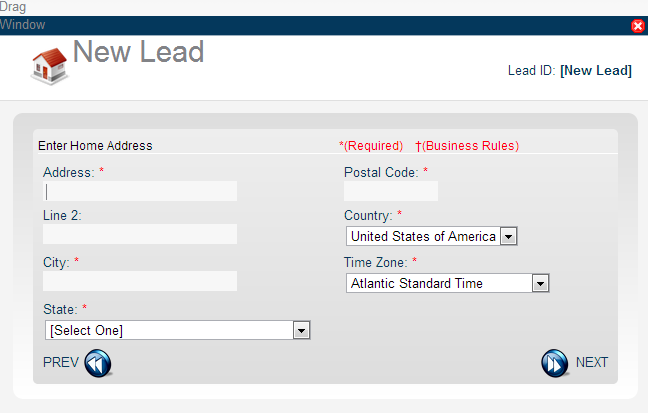 Drag
Window
New Lead
Lead ID: [New Lead]
Enter Home Address
*(Required) †(Business Rules)
Address: *
Postal Code: *
Line 2:
Country: *
United States of America
City: *
Time Zone: *
Atlantic Standard Time
State: *
[Select One]
PREV
NEXT